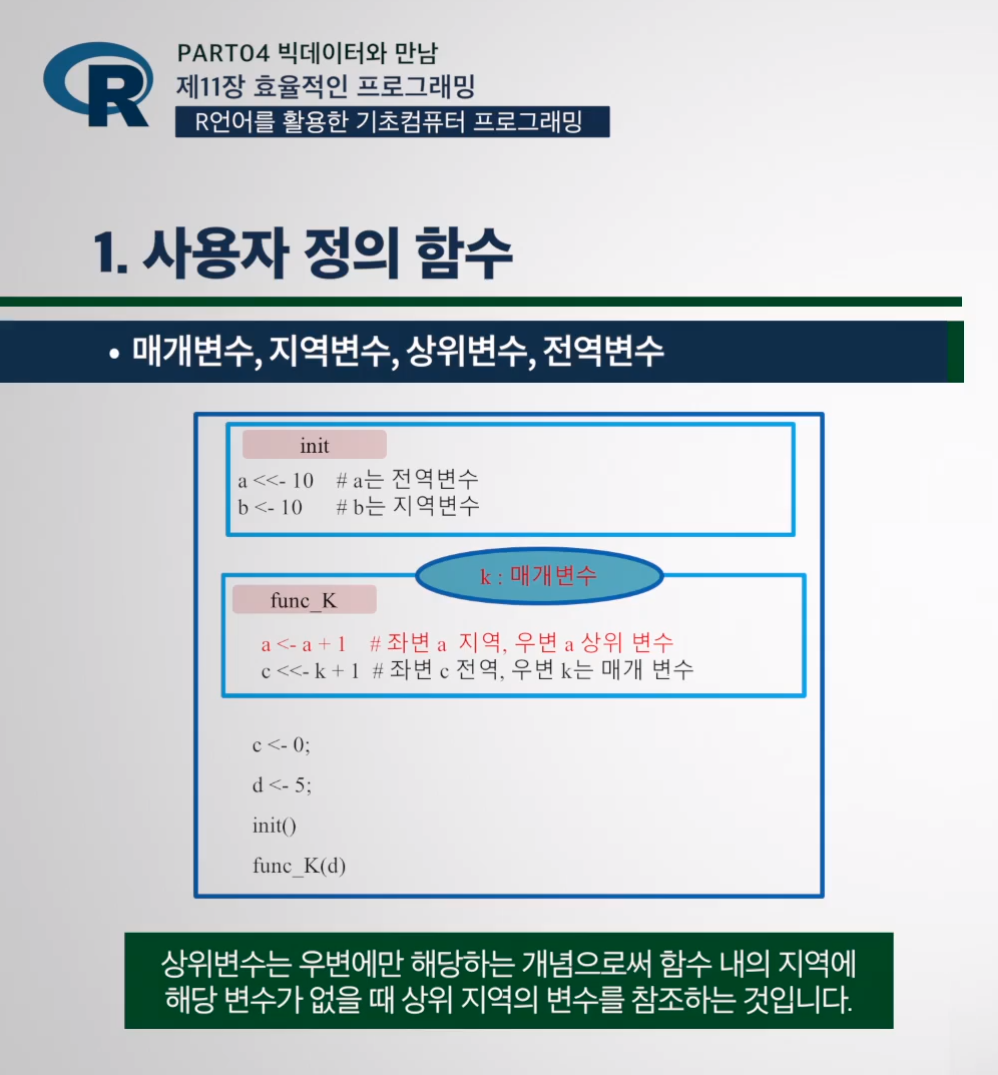 PART04 빅데이터와 만남
제11장 효율적인 프로그래밍
R언어를 활용한 기초컴퓨터 프로그래밍
1. 사용자 정의 함수
• 매개변수, 지역변수, 상위변수, 전역변수
init
a <<- 10 # a는 전역변수
b <- 10 # b는 지역변수
k : 매개변수
func_K
a <- a + 1 # 좌변 a 지역, 우변 a 상위 변수
c <<- k + 1 # 좌변 c 전역, 우변 k는 매개 변수
c <- 0;
d <- 5;
init()
func_K(d)
상위변수는 우변에만 해당하는 개념으로써 함수 내의 지역에
해당 변수가 없을 때 상위 지역의 변수를 참조하는 것입니다.